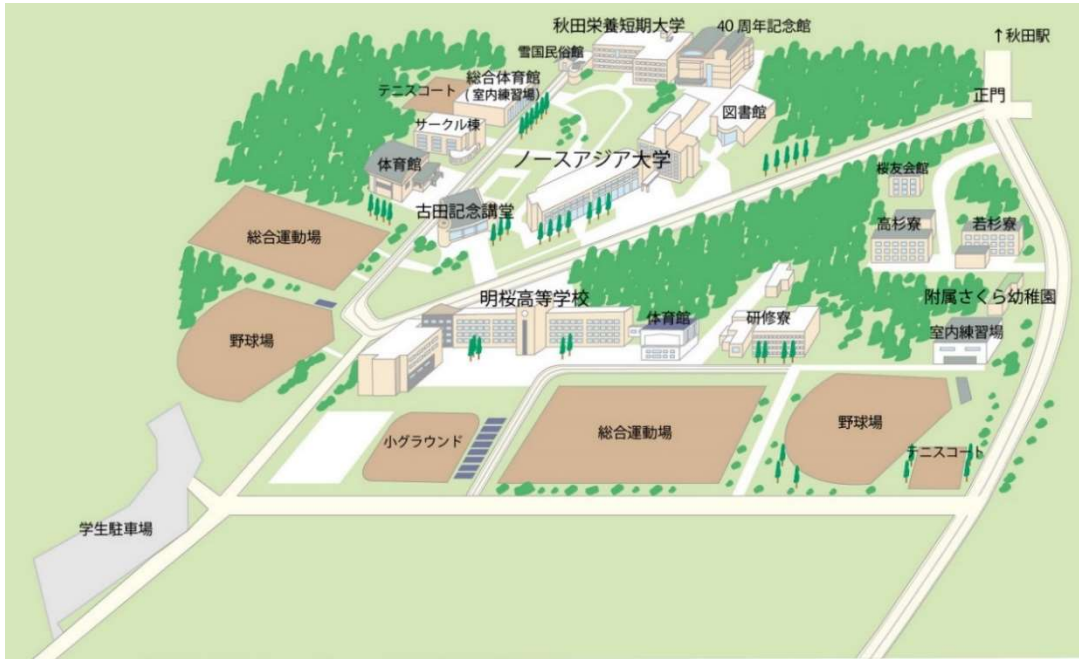 秋田栄養短期大学
40周年記念館
↑秋田駅
雪国民俗館
総合体育館
(室内練習場)
テニスコート
正門
図書館
サークル棟
ノースアジア大学
体育館
桜友会館
古田記念講堂
高杉寮
若杉寮
総合運動場
明桜高等学校
附属さくら幼稚園
体育館
研修寮
室内練習場
野球場
小グラウンド
総合運動場
野球場
テニスコート
学生駐車場